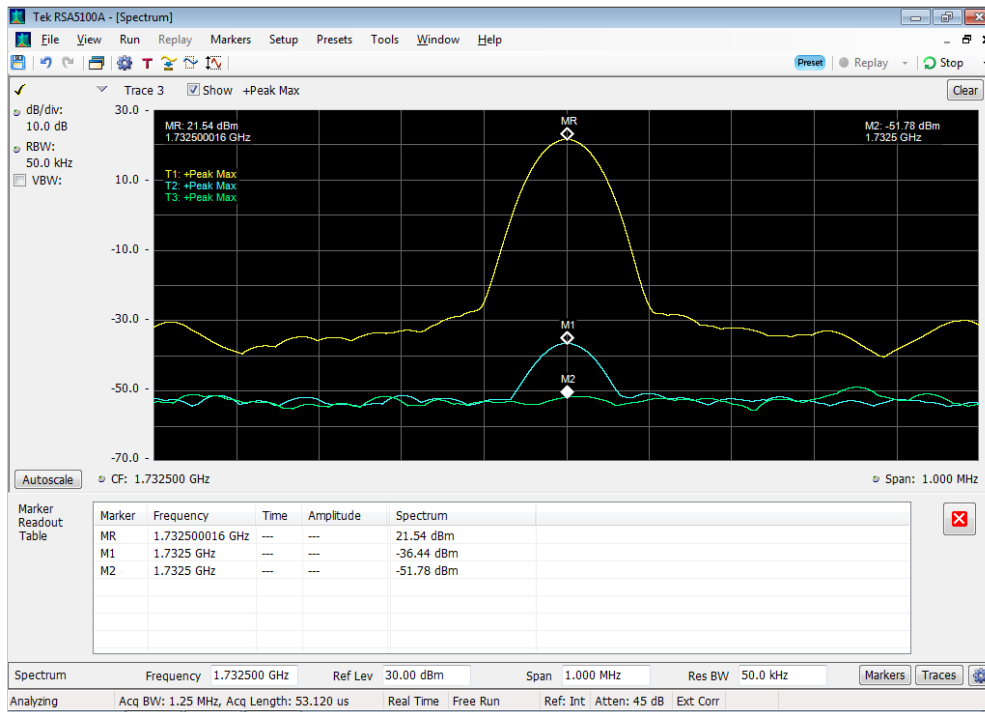 Tek RSA5100A - [Spectrum]
File View Run Replay Markers Setup Presets Tools Window Help
Preset Replay Stop
Trace 3 Show +Peak Max Clear
dB/div:
10.0 dB
RBW:
50.0 kHz
VBW:
30.0
10.0
-10.0
-30.0
-50.0
-70.0
MR: 21.54 dBm
1.732500016 GHz
MR
M2: -51.78 dBm
1.7325 GHz
T1: +Peak Max
T2: +Peak Max
T3: +Peak Max
M1
M2
Autoscale CF: 1.732500 GHz Span: 1.000 MHz
Marker
Readout
Table
Marker Frequency Time Amplitude Spectrum
MR 1.732500016 GHz --- --- 21.54 dBm
M1 1.7325 GHz --- --- -36.44 dBm
M2 1.7325 GHz --- --- -51.78 dBm
Spectrum Frequency 1.732500 GHz Ref Lev 30.00 dBm Span 1.000 MHz Res BW 50.0 kHz Markers Traces
Analyzing Acq BW: 1.25 MHz, Acq Length: 53.120 us Real Time Free Run Ref: Int Atten: 45 dB Ext Corr